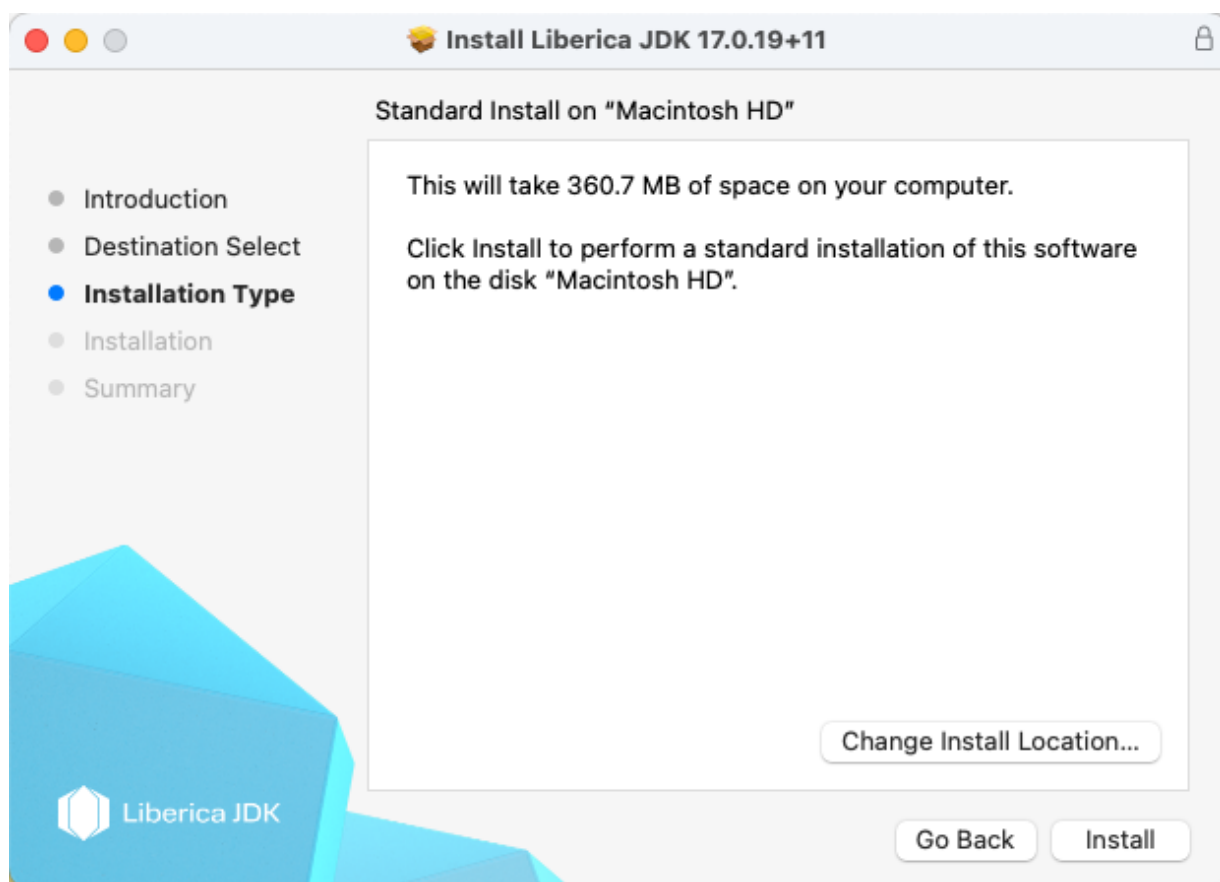 Install Liberica JDK 17.0.19+11
Standard Install on “Macintosh HD”
Introduction
Destination Select
Installation Type
Installation
Summary
This will take 360.7 MB of space on your computer.
Click Install to perform a standard installation of this software
on the disk “Macintosh HD”.
Change Install Location...
Liberica JDK
Go Back
Install